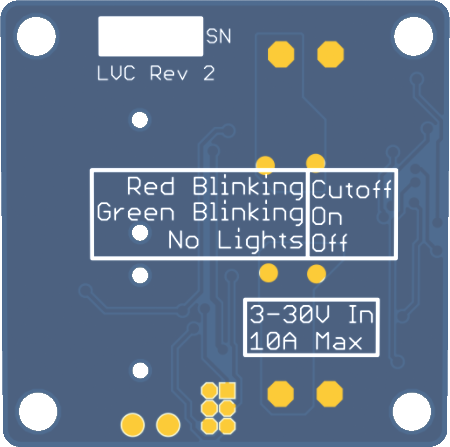 SN
LVC Rev 2
Red Blinking Cutoff
Green Blinking On
No Lights Off
3-30V In
10A Max